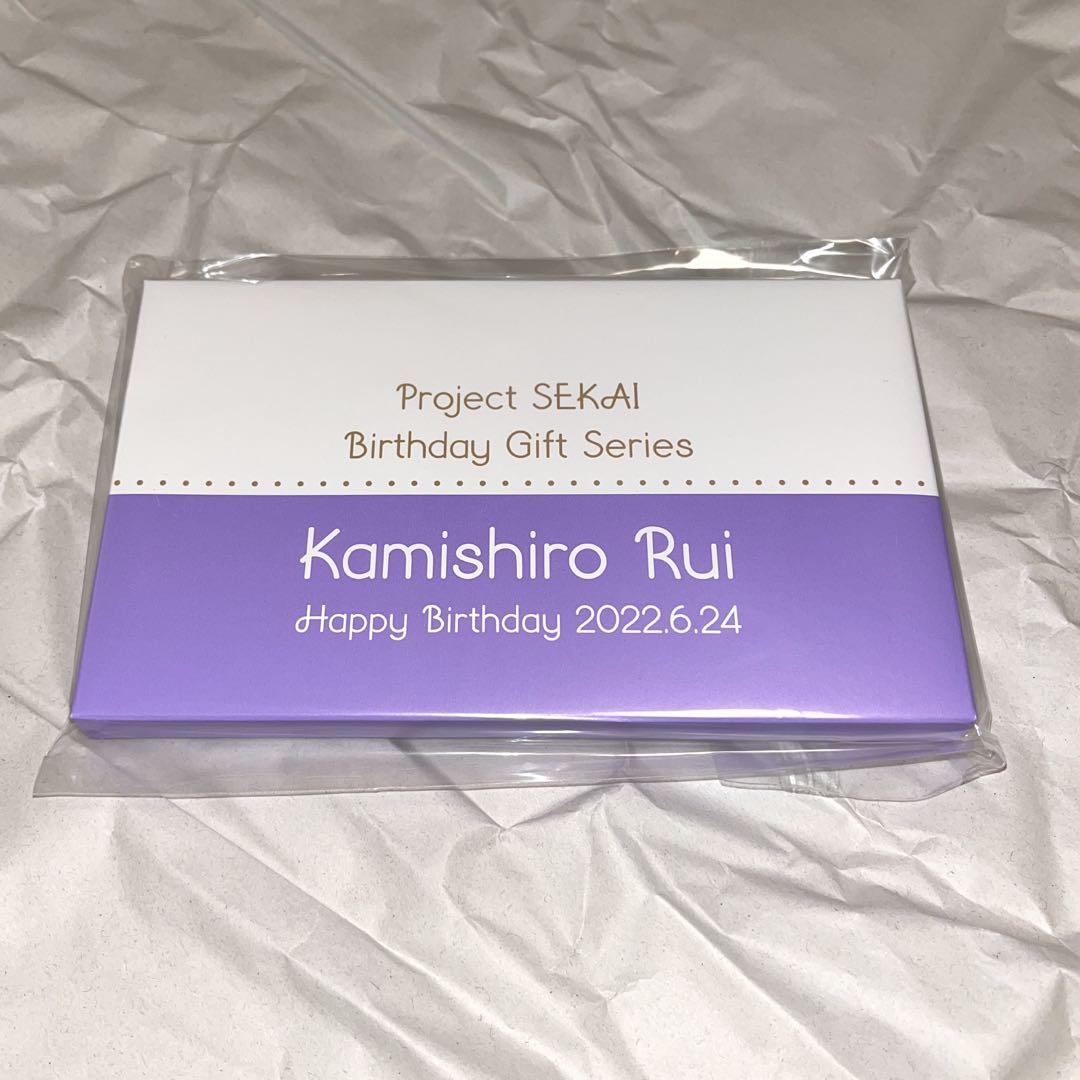 Project SEKAI
Birthday Gift Series
Kamishiro Rui
Happy Birthday 2022.6.24